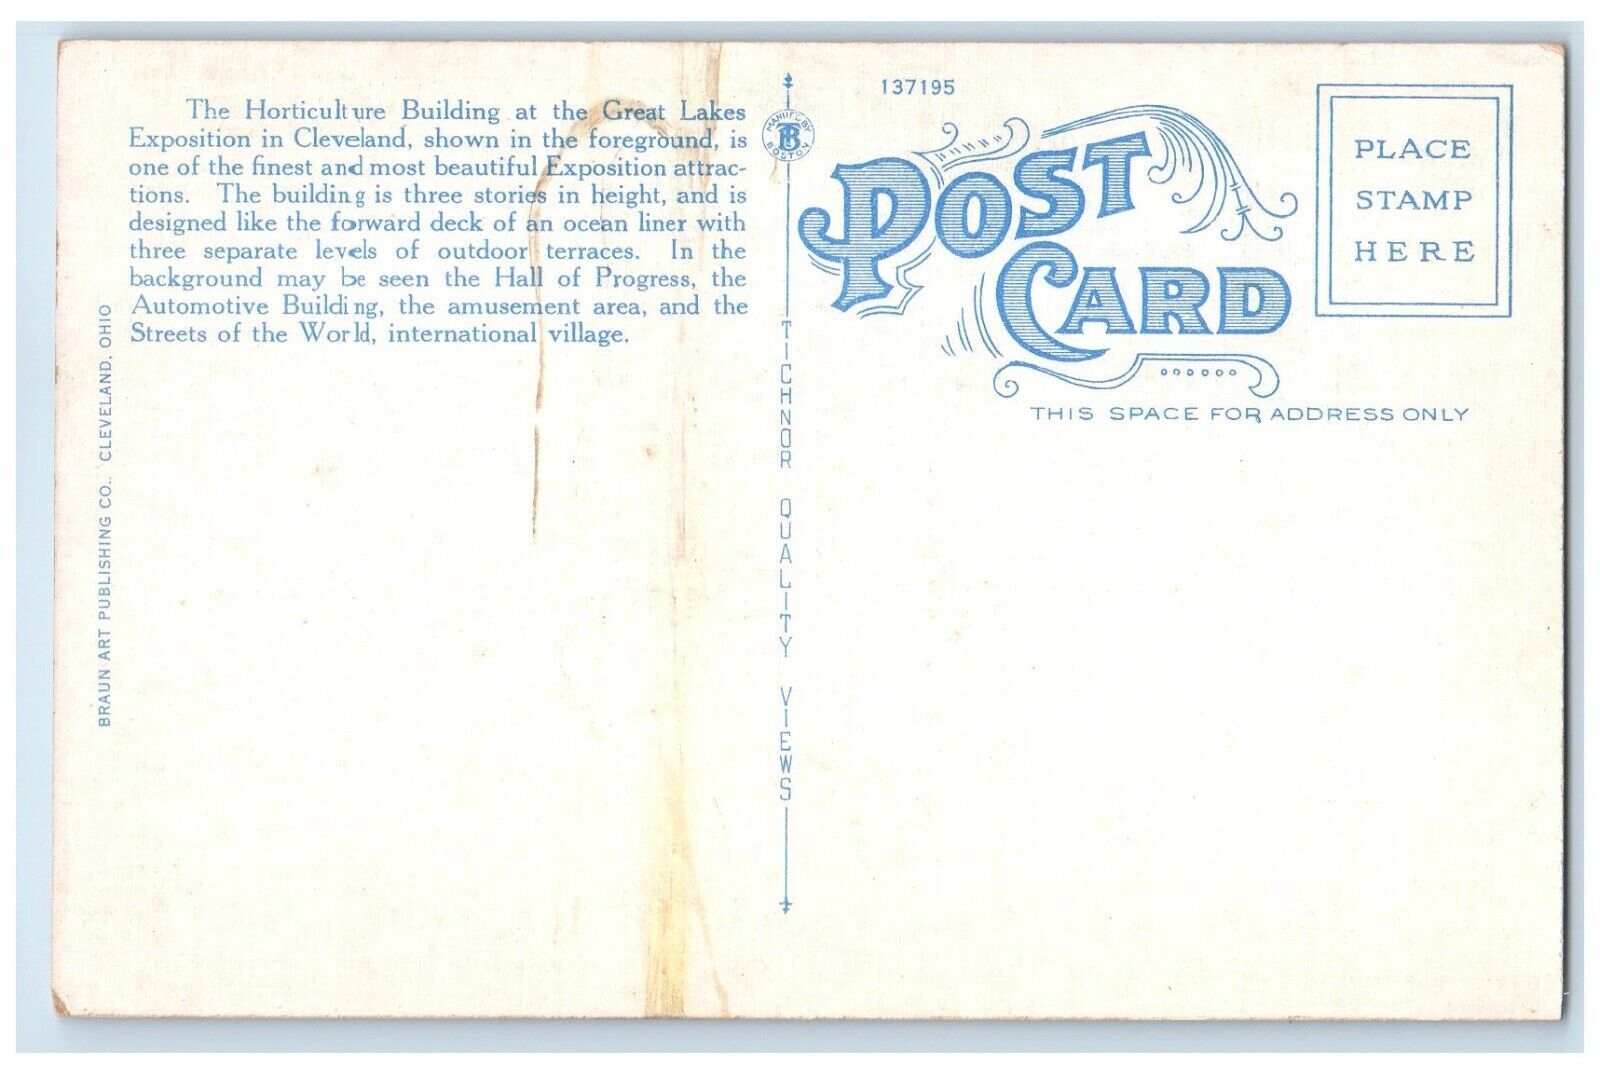 The Horticulture Building at the Great Lakes
Exposition in Cleveland, shown in the foreground, is
one of the finest and most beautiful Exposition attrac-
tions. The building is three stories in height, and is
designed like the forward deck of an ocean liner with
three separate levels of outdoor terraces. In the
background may be seen the Hall of Progress, the
Automotive Building, the amusement area, and the
Streets of the World, international village.
BRAUN ART PUBLISHING CO., CLEVELAND, OHIO
MANUF'D BY
TB
BOSTON
TICHNOR QUALITY VIEWS
137195
POST
CARD
THIS SPACE FOR ADDRESS ONLY
PLACE
STAMP
HERE